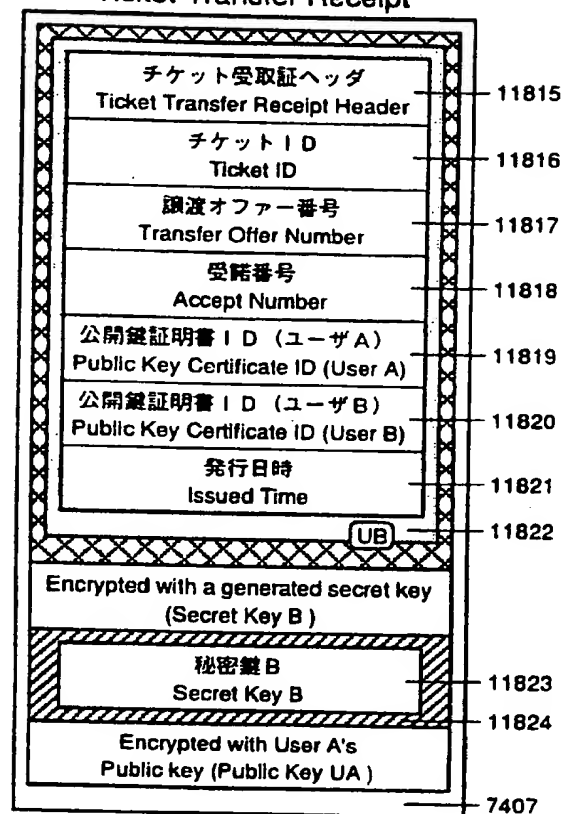 Ticket Transfer Receipt
チケット受取証ヘッダ
Ticket Transfer Receipt Header
11815
チケットID
Ticket ID
11816
譲渡オファー番号
Transfer Offer Number
11817
受諾番号
Accept Number
11818
公開鍵証明書ID（ユーザA）
Public Key Certificate ID (User A)
11819
公開鍵証明書ID（ユーザB）
Public Key Certificate ID (User B)
11820
発行日時
Issued Time
11821
UB
11822
Encrypted with a generated secret key
(Secret Key B )
秘密鍵B
Secret Key B
11823
11824
Encrypted with User A's
Public key (Public Key UA )
7407